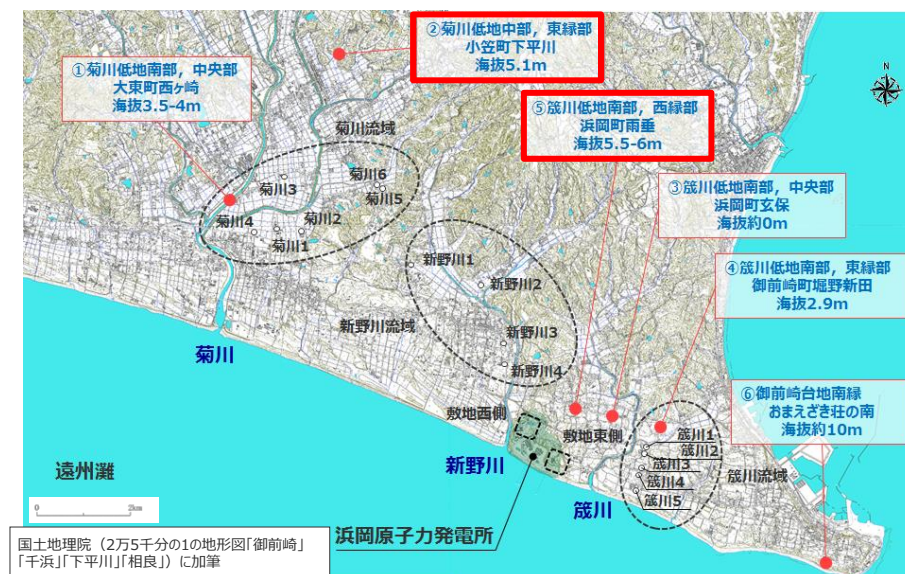 ①菊川低地南部，中央部
大東町西ヶ崎
海抜3.5-4m
②菊川低地中部，東縁部
小笠町下平川
海抜5.1m
⑤筬川低地南部，西縁部
浜岡町雨垂
海抜5.5-6m
③筬川低地南部，中央部
浜岡町玄保
海抜約0m
④筬川低地南部，東縁部
御前崎町堀野新田
海抜2.9m
⑥御前崎台地南縁
おまえざき荘の南
海抜約10m
N
菊川流域
菊川3
菊川6
菊川5
菊川4
菊川2
菊川1
新野川1
新野川2
新野川流域
新野川3
新野川4
菊川
敷地西側
敷地東側
筬川1
筬川2
筬川3
筬川4
筬川5
筬川流域
遠州灘
新野川
筬川
浜岡原子力発電所
0 2km
国土地理院（2万5千分の1の地形図「御前崎」
「千浜」「下平川」「相良」）に加筆